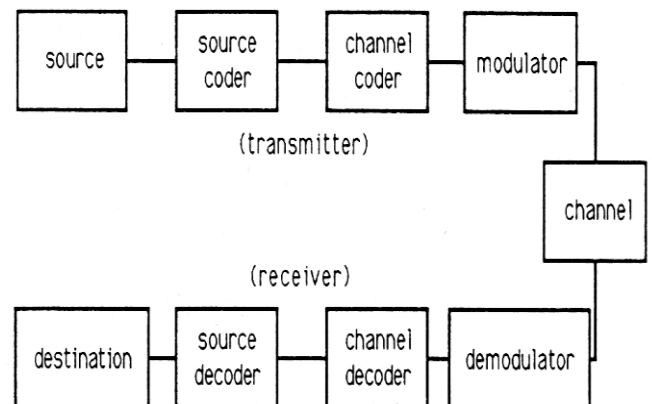 source
source
coder
channel
coder
modulator
(transmitter)
channel
(receiver)
destination
source
decoder
channel
decoder
demodulator